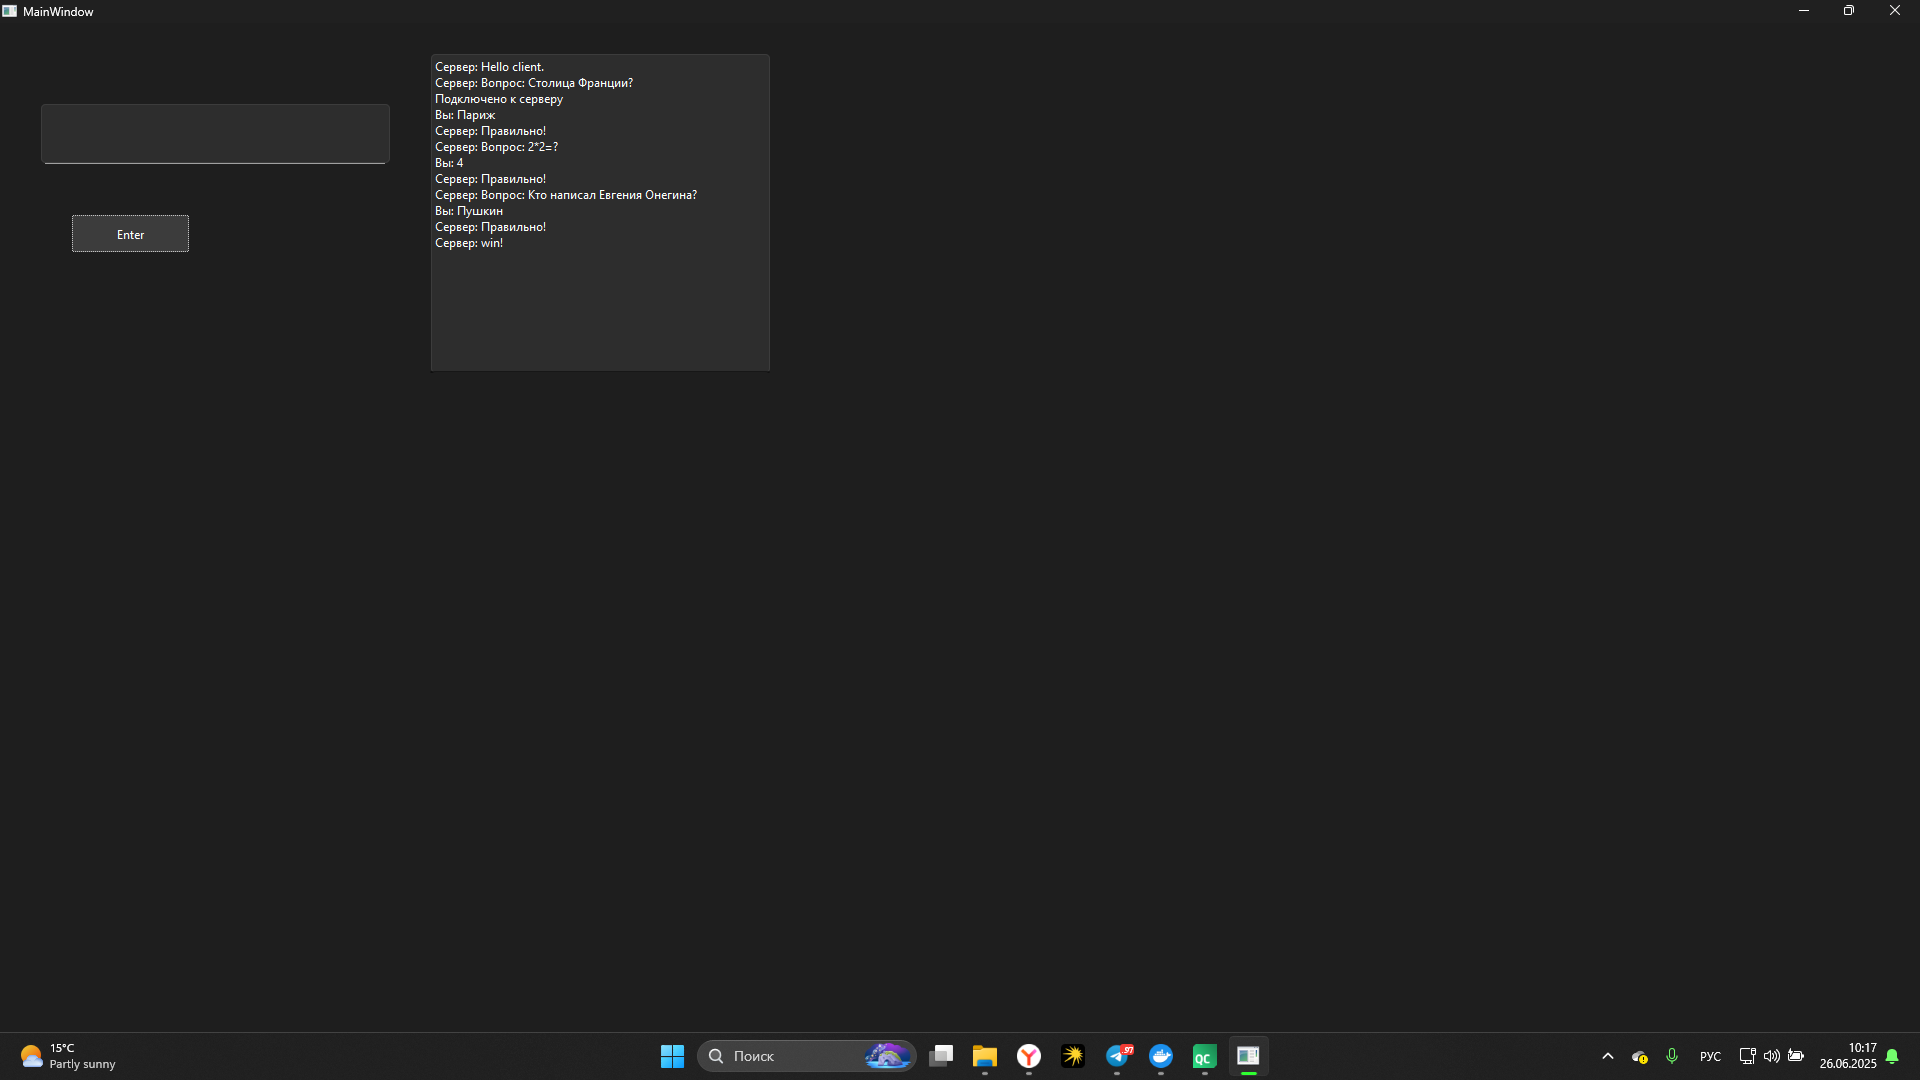 MainWindow
Сервер: Hello client.
Сервер: Вопрос: Столица Франции?
Подключено к серверу
Вы: Париж
Сервер: Правильно!
Сервер: Вопрос: 2*2=?
Вы: 4
Сервер: Правильно!
Сервер: Вопрос: Кто написал Евгения Онегина?
Вы: Пушкин
Сервер: Правильно!
Сервер: win!
Enter
15°C
Partly sunny
Поиск
97
QC
РУС
10:17
26.06.2025